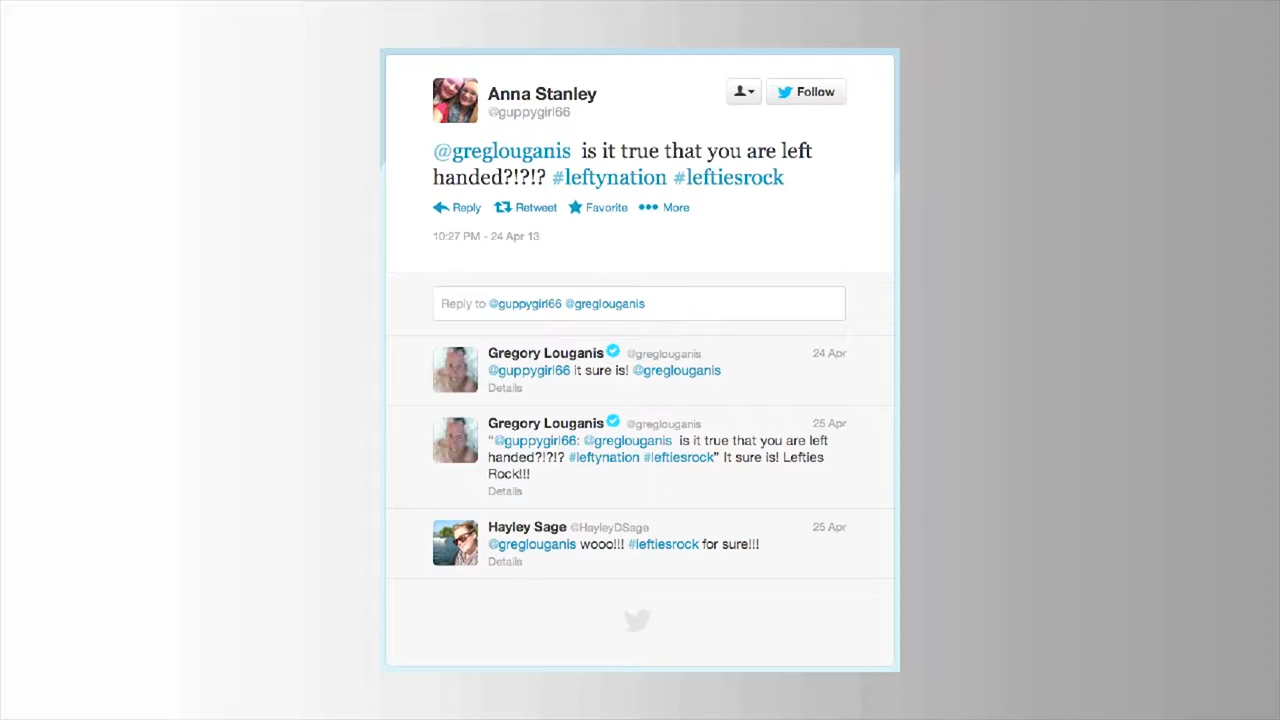 Anna Stanley
@guppygirl66
Follow
@greglouganis is it true that you are left
handed?!?!? #leftynation #leftiesrock
Reply Retweet Favorite More
10:27 PM - 24 Apr 13
Reply to @guppygirl66 @greglouganis
Gregory Louganis @greglouganis 24 Apr
@guppygirl66 it sure is! @greglouganis
Details
Gregory Louganis @greglouganis 25 Apr
"@guppygirl66: @greglouganis is it true that you are left
handed?!?!? #leftynation #leftiesrock" It sure is! Lefties
Rock!!!
Details
Hayley Sage @HayleyDSage 25 Apr
@greglouganis wooo!!! #leftiesrock for sure!!!
Details